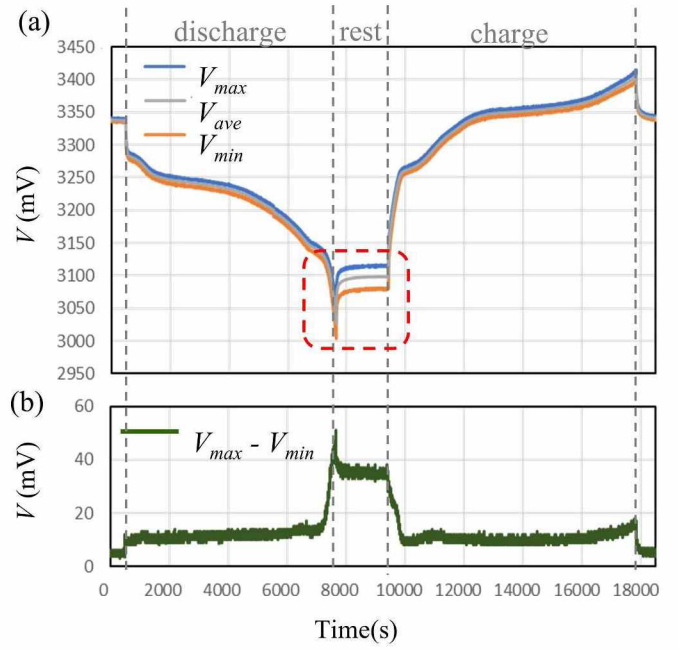 (a)
discharge rest charge
3450
3400
3350
3300
3250
3200
3150
3100
3050
3000
2950
V (mV)
Vmax
Vave
Vmin
(b)
60
40
20
0
V (mV)
Vmax - Vmin
0 2000 4000 6000 8000 10000 12000 14000 16000 18000
Time(s)